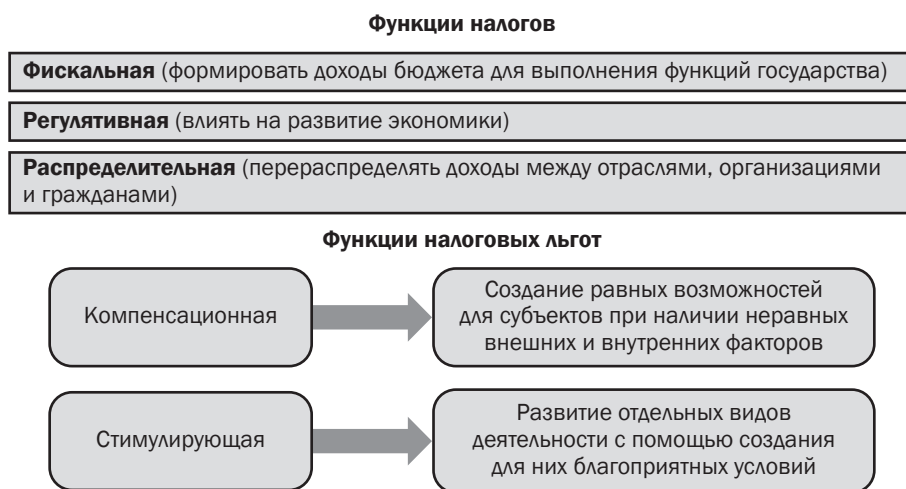 Функции налогов
Фискальная (формировать доходы бюджета для выполнения функций государства)
Регулятивная (влиять на развитие экономики)
Распределительная (перераспределять доходы между отраслями, организациями
и гражданами)
Функции налоговых льгот
Компенсационная
Создание равных возможностей
для субъектов при наличии неравных
внешних и внутренних факторов
Стимулирующая
Развитие отдельных видов
деятельности с помощью создания
для них благоприятных условий